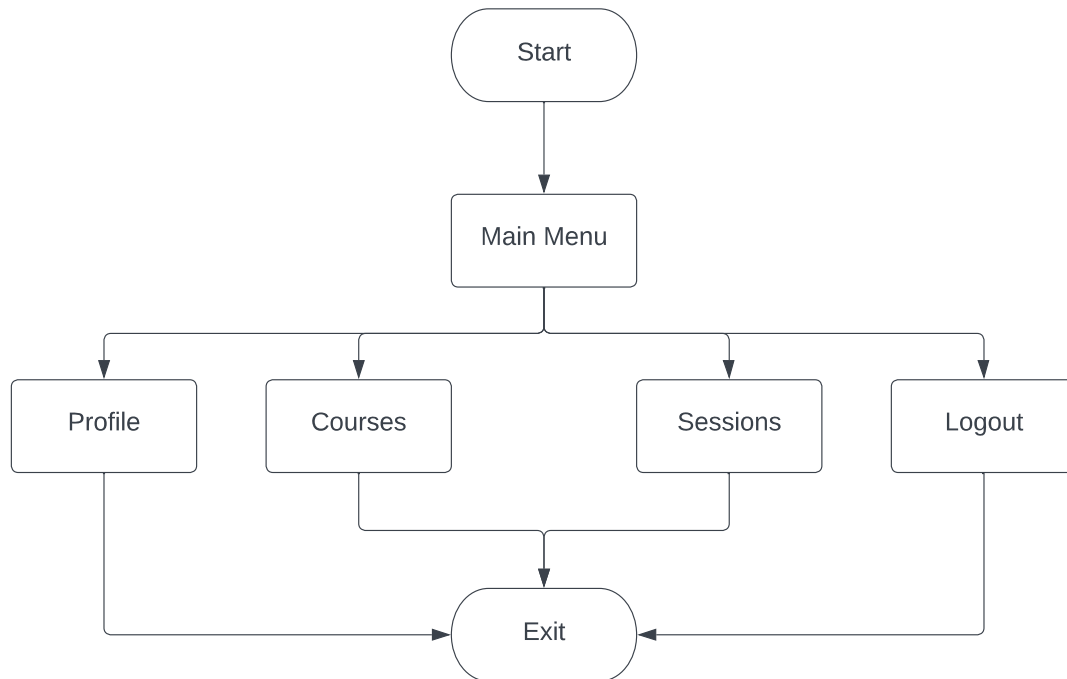 Start
Main Menu
Profile
Courses
Sessions
Logout
Exit